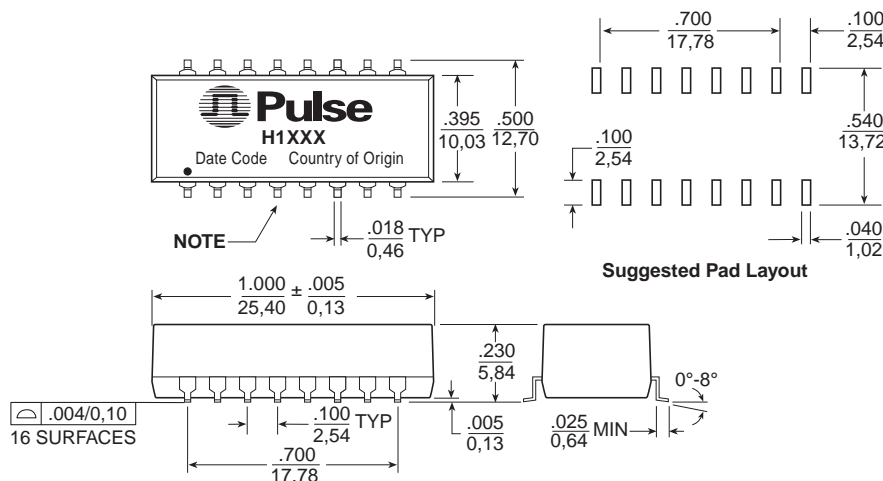 Pulse
H1XXX
Date Code Country of Origin
NOTE
.395
10,03
.500
12,70
.018
0,46
TYP
.700
17,78
.100
2,54
.540
13,72
.100
2,54
.040
1,02
Suggested Pad Layout
1.000 ± .005
25,40 0,13
.230
5,84
.004/0,10
16 SURFACES
.100
2,54
TYP
.700
17,78
.005
0,13
.025
0,64
MIN
0°-8°